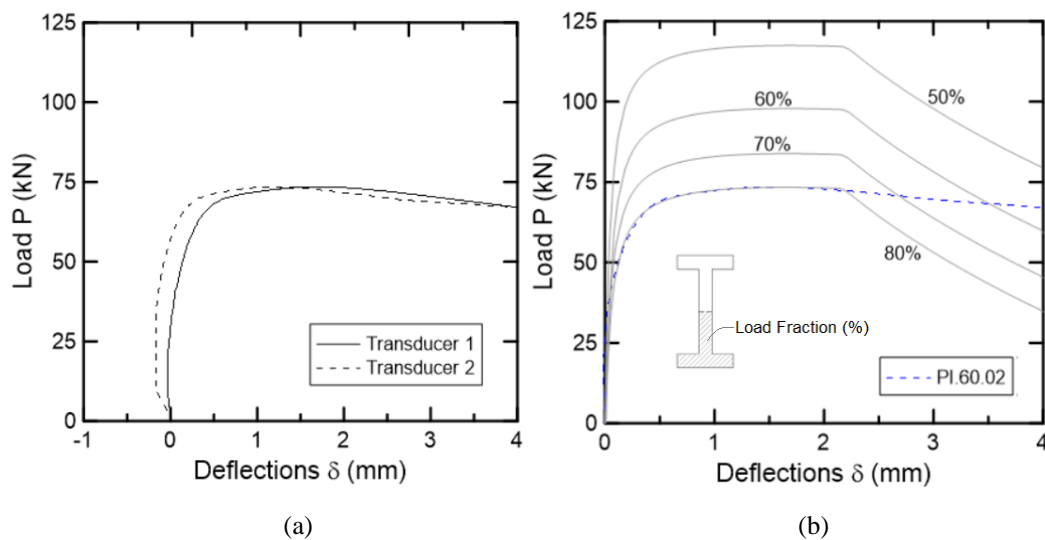 125
100
75
50
25
0
Load P (kN)
-1 0 1 2 3 4
Deflections δ (mm)
Transducer 1
Transducer 2
(a)
125
100
75
50
25
0
Load P (kN)
50%
60%
70%
80%
Load Fraction (%)
PI.60.02
0 1 2 3 4
Deflections δ (mm)
(b)